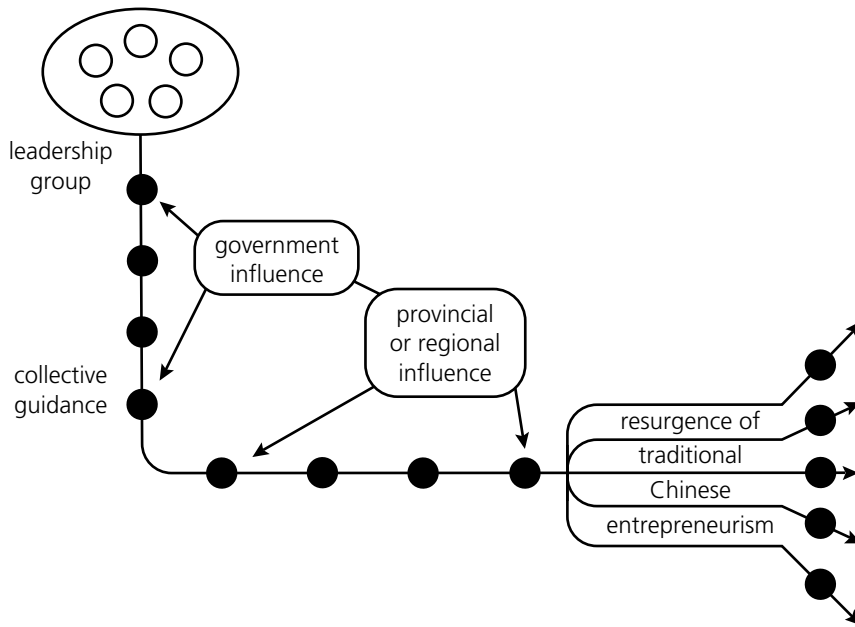 leadership
group
government
influence
provincial
or regional
influence
collective
guidance
resurgence of
traditional
Chinese
entrepreneurism